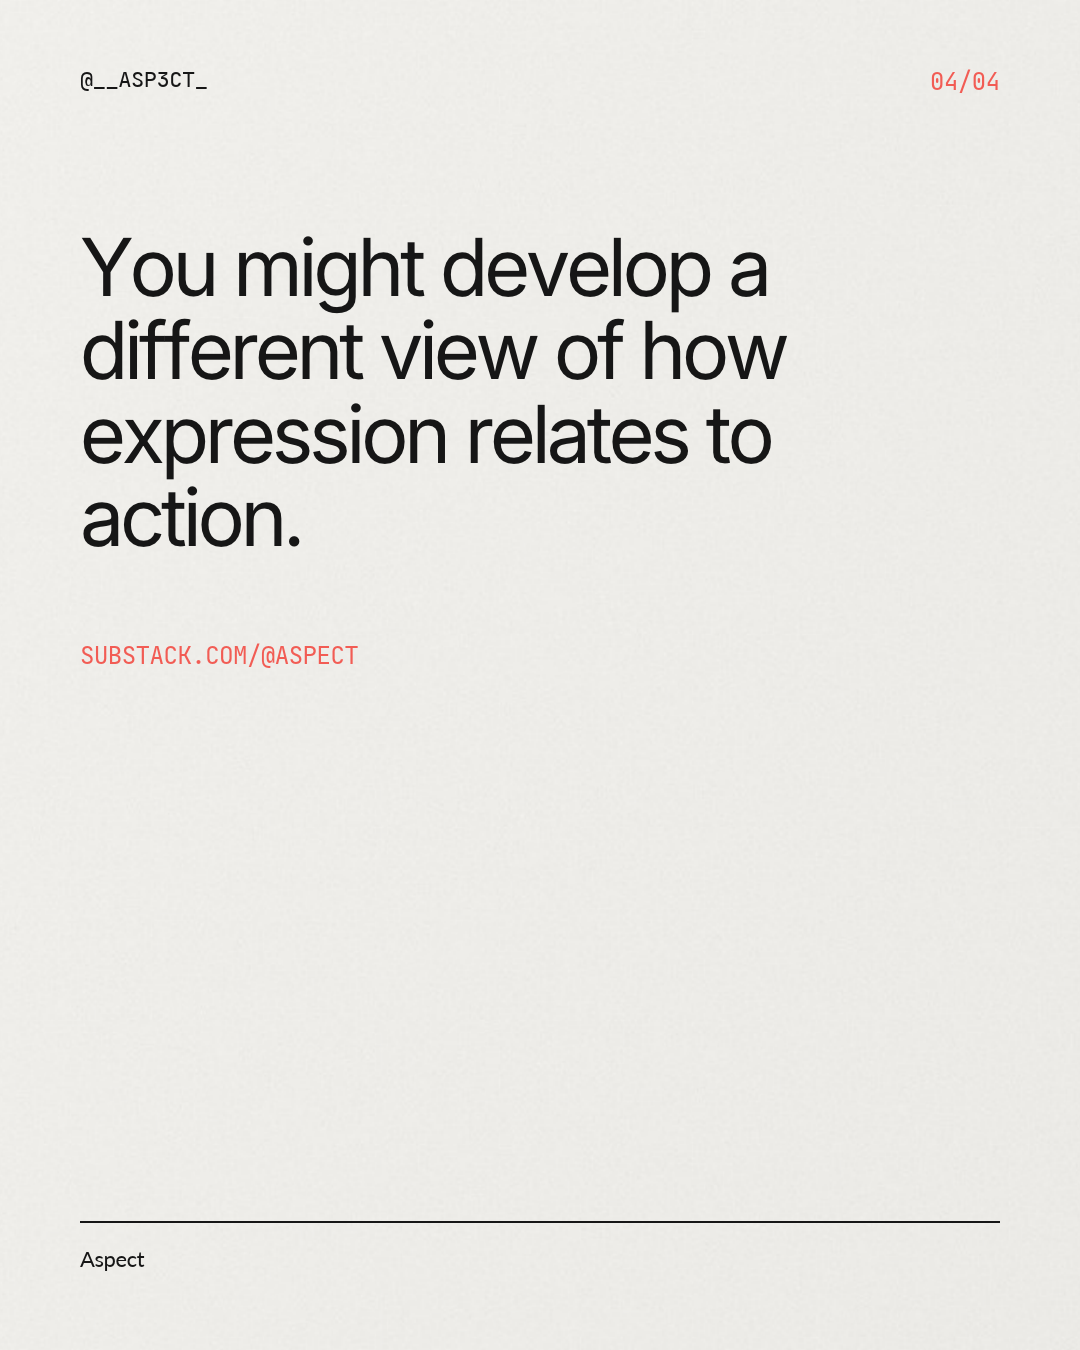 @__ASP3CT_
04/04
You might develop a
different view of how
expression relates to
action.
SUBSTACK.COM/@ASPECT
Aspect